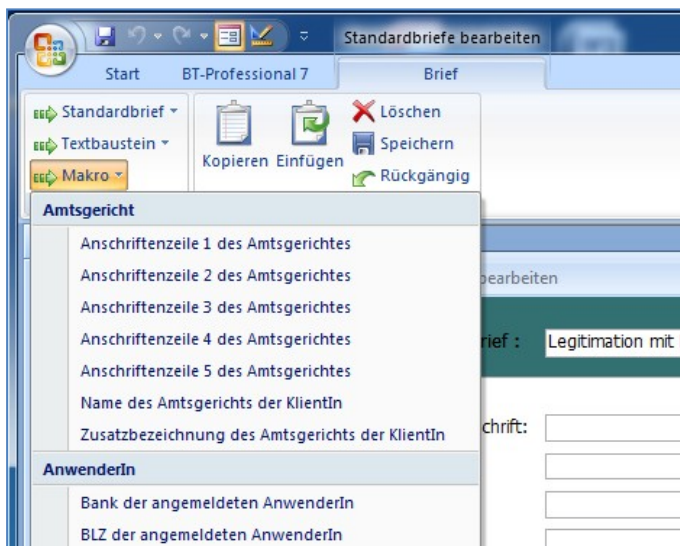 Standardbriefe bearbeiten
Start BT-Professional 7 Brief
Standardbrief
Textbaustein
Makro
Kopieren Einfügen
Löschen
Speichern
Rückgängig
Amtsgericht
Anschriftenzeile 1 des Amtsgerichtes
Anschriftenzeile 2 des Amtsgerichtes
Anschriftenzeile 3 des Amtsgerichtes
Anschriftenzeile 4 des Amtsgerichtes
Anschriftenzeile 5 des Amtsgerichtes
Name des Amtsgerichts der KlientIn
Zusatzbezeichnung des Amtsgerichts der KlientIn
AnwenderIn
Bank der angemeldeten AnwenderIn
BLZ der angemeldeten AnwenderIn
bearbeiten
rief :
Legitimation mit
chrift: